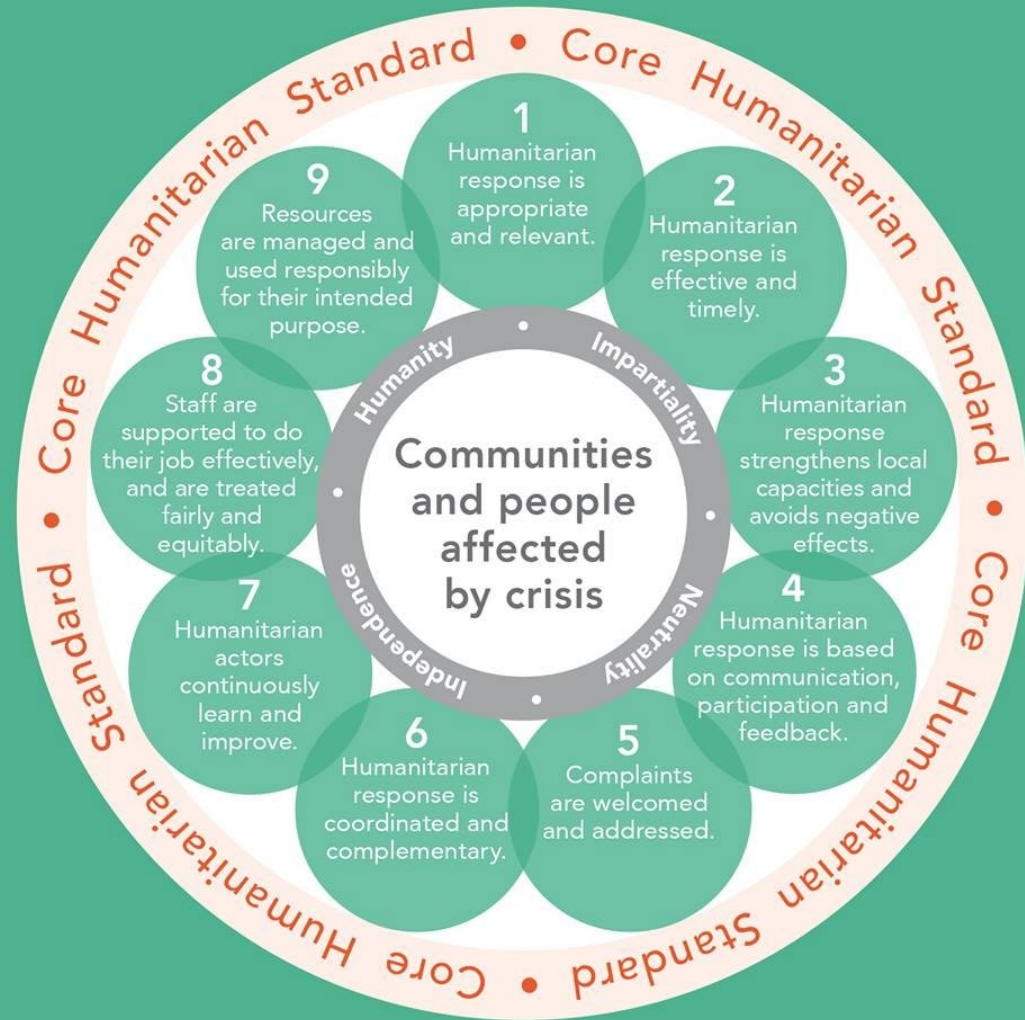 Core Humanitarian Standard • Core Humanitarian Standard • Core Humanitarian Standard • Core Humanitarian Standard •
1
Humanitarian
response is
appropriate
and relevant.
2
Humanitarian
response is
effective and
timely.
3
Humanitarian
response
strengthens local
capacities and
avoids negative
effects.
4
Humanitarian
response is based
on communication,
participation and
feedback.
5
Complaints
are welcomed
and addressed.
6
Humanitarian
response is
coordinated and
complementary.
7
Humanitarian
actors
continuously
learn and
improve.
8
Staff are
supported to do
their job effectively,
and are treated
fairly and
equitably.
9
Resources
are managed and
used responsibly
for their intended
purpose.
Humanity • Impartiality • Neutrality • Independence •
Communities
and people
affected
by crisis